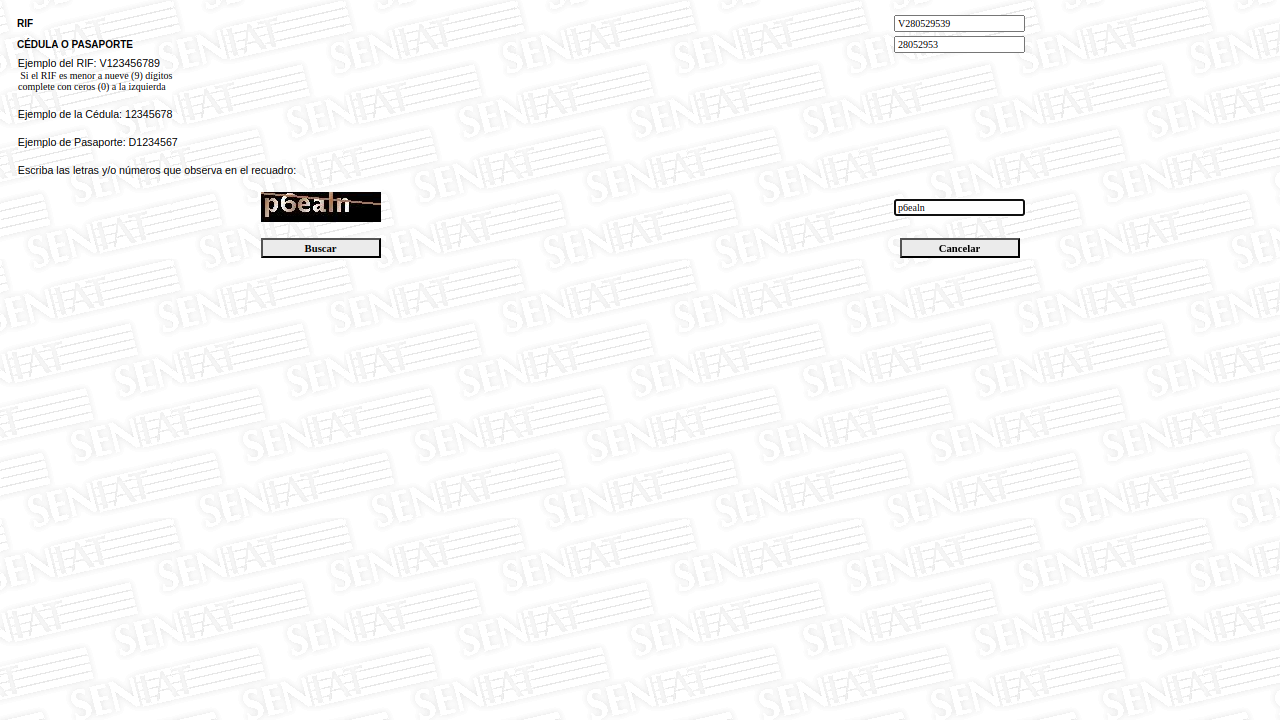 RIF V280529539
CÉDULA O PASAPORTE 28052953
Ejemplo del RIF: V123456789
Si el RIF es menor a nueve (9) dígitos
complete con ceros (0) a la izquierda
Ejemplo de la Cédula: 12345678
Ejemplo de Pasaporte: D1234567
Escriba las letras y/o números que observa en el recuadro:
p6ealn p6ealn
Buscar Cancelar
SENIAT